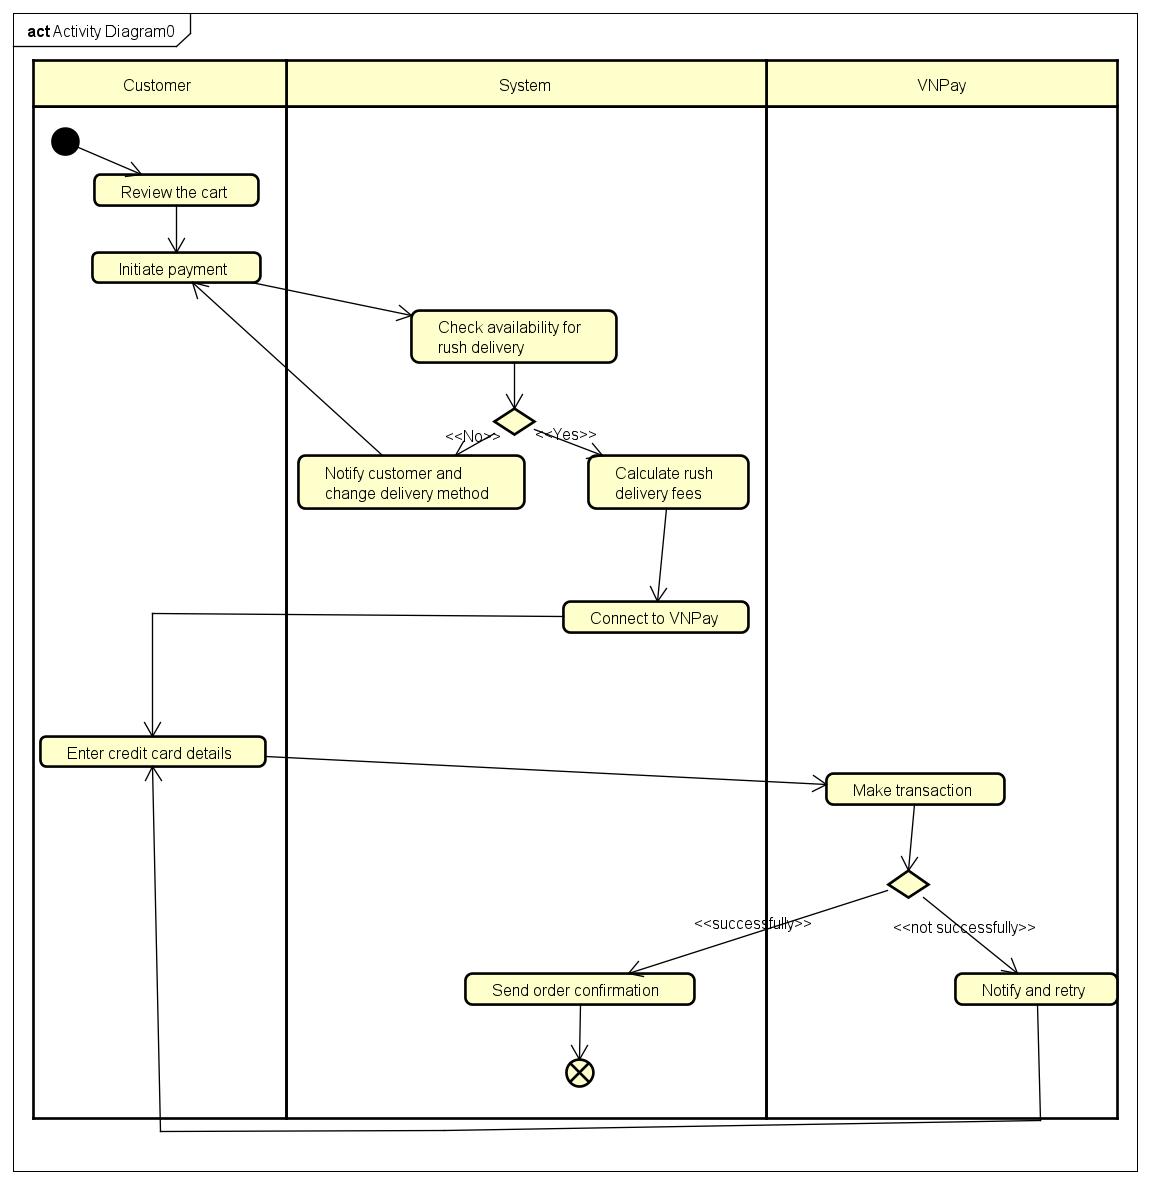 act Activity Diagram0
Customer
System
VNPay
Review the cart
Initiate payment
Check availability for
rush delivery
<<No>>
<<Yes>>
Notify customer and
change delivery method
Calculate rush
delivery fees
Connect to VNPay
Enter credit card details
Make transaction
<<successfully>>
<<not successfully>>
Send order confirmation
Notify and retry